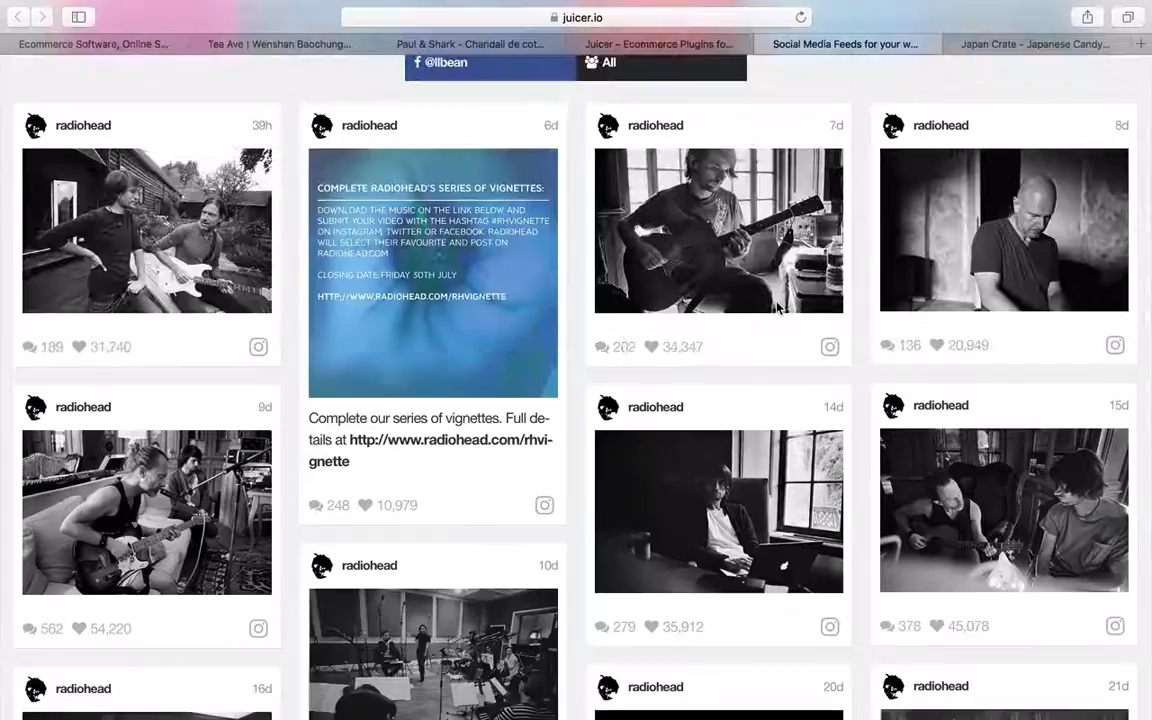 juicer.io
Ecommerce Software, Online S...
Tea Ave | Wenshan Baochung...
Paul & Shark - Chandail de cot...
Juicer – Ecommerce Plugins fo...
Social Media Feeds for your w...
Japan Crate - Japanese Candy...
@llbean
All
radiohead 39h
189 31,740
radiohead 6d
COMPLETE RADIOHEAD'S SERIES OF VIGNETTES:
DOWNLOAD THE MUSIC ON THE LINK BELOW AND
SUBMIT YOUR VIDEO WITH THE HASHTAG #RHVIGNETTE
ON INSTAGRAM, TWITTER OR FACEBOOK. RADIOHEAD
WILL SELECT THEIR FAVOURITE AND POST ON
RADIOHEAD.COM
CLOSING DATE FRIDAY 30TH JULY
HTTP://WWW.RADIOHEAD.COM/RHVIGNETTE
Complete our series of vignettes. Full de-
tails at http://www.radiohead.com/rhvi-
gnette
248 10,979
radiohead 7d
202 34,347
radiohead 8d
136 20,949
radiohead 9d
562 54,220
radiohead 10d
radiohead 14d
279 35,912
radiohead 15d
378 45,078
radiohead 16d
radiohead 20d
radiohead 21d